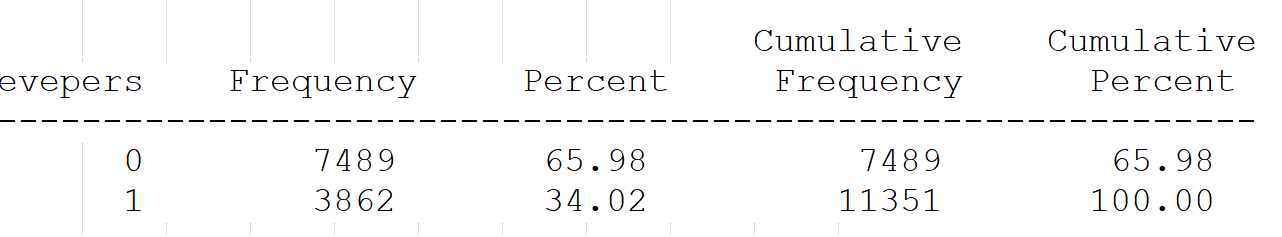 Cumulative Cumulative
evepers Frequency Percent Frequency Percent
--------------------------------------------------------------
0 7489 65.98 7489 65.98
1 3862 34.02 11351 100.00